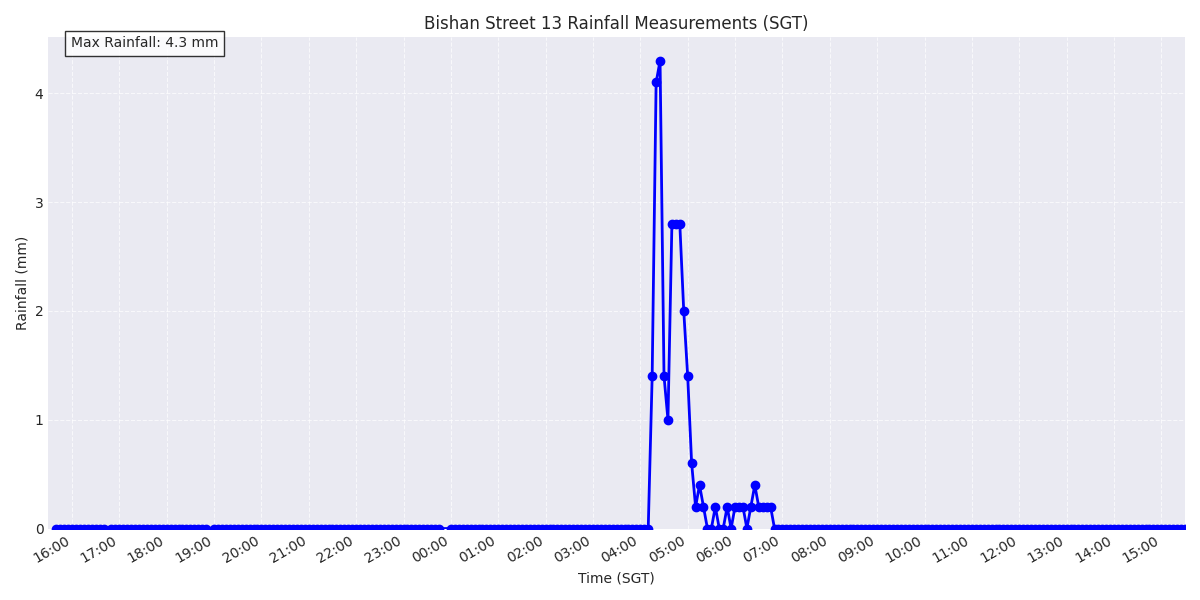 Bishan Street 13 Rainfall Measurements (SGT)
Max Rainfall: 4.3 mm
Rainfall (mm)
4
3
2
1
0
16:00 17:00 18:00 19:00 20:00 21:00 22:00 23:00 00:00 01:00 02:00 03:00 04:00 05:00 06:00 07:00 08:00 09:00 10:00 11:00 12:00 13:00 14:00 15:00
Time (SGT)